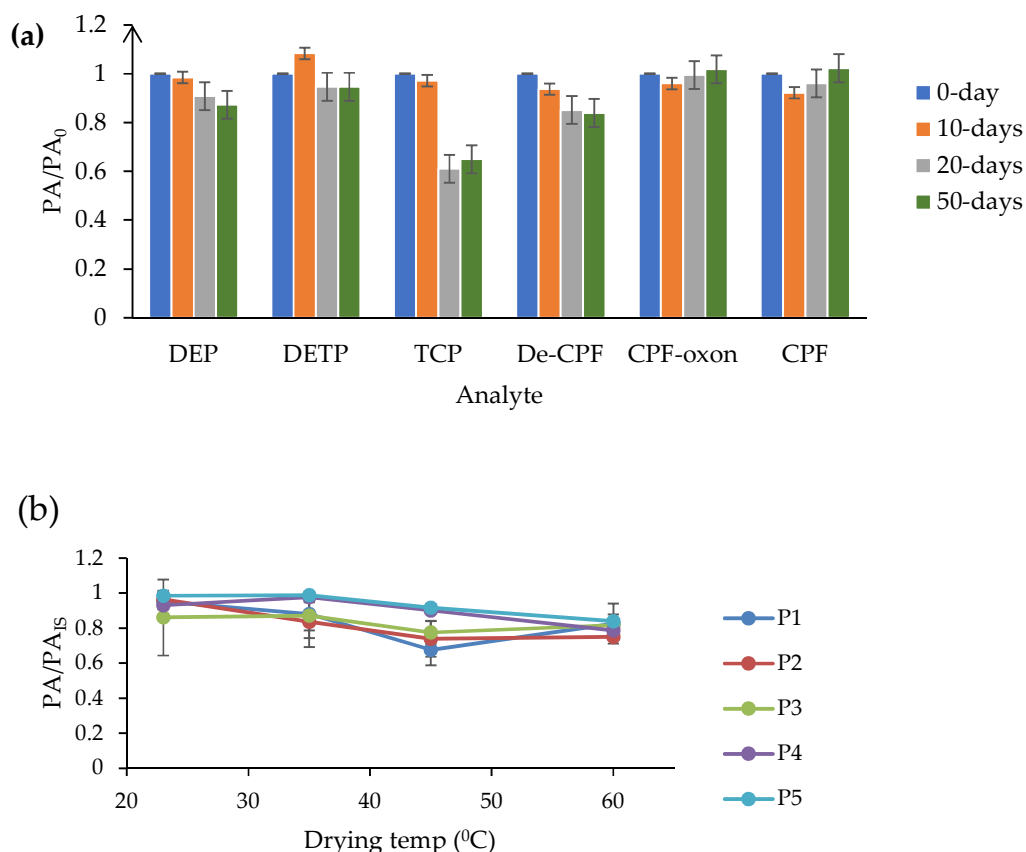 (a)
1.2
1
0.8
0.6
0.4
0.2
0
PA/PA₀
DEP DETP TCP De-CPF CPF-oxon CPF
Analyte
0-day
10-days
20-days
50-days
(b)
1.2
1
0.8
0.6
0.4
0.2
0
PA/PA_IS
20 30 40 50 60
Drying temp (⁰C)
P1
P2
P3
P4
P5